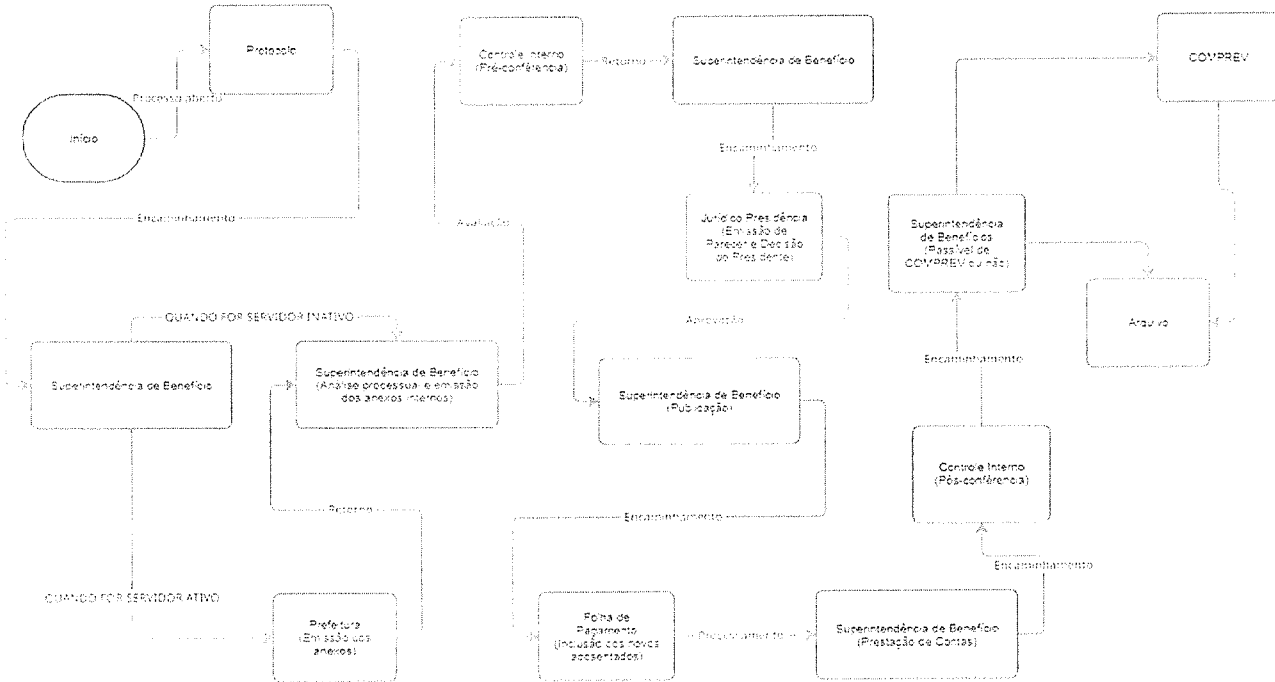 Início
Processo aberto
Protocolo
Encaminhamento
Superintendência de Benefício
QUANDO FOR SERVIDOR INATIVO
QUANDO FOR SERVIDOR ATIVO
Prefeitura
(Emissão dos
anexos)
Retorno
Superintendência de Benefício
(Análise processual e emissão
dos anexos internos)
Avaliação
Controle Interno
(Pré-conferência)
Retorno
Superintendência de Benefício
Encaminhamento
Jurídico Presidência
(Emissão de
Parecer e Decisão
do Presidente)
Aprovação
Superintendência de Benefício
(Publicação)
Encaminhamento
Folha de
Pagamento
(Inclusão dos novos
aposentados)
Superintendência de Benefício
(Prestação de Contas)
Encaminhamento
Controle Interno
(Pós-conferência)
Encaminhamento
Superintendência
de Benefícios
(Passível de
COMPREV ou não)
COMPREV
Arquivo